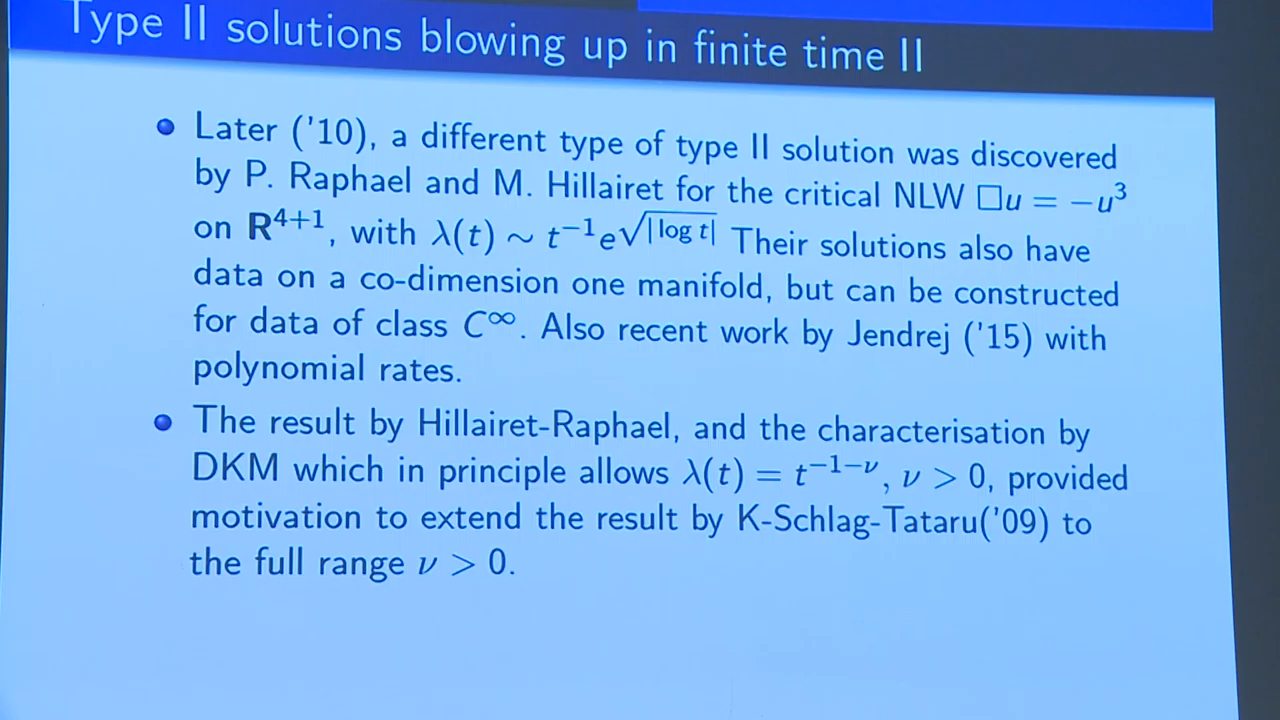 Type II solutions blowing up in finite time II
Later ('10), a different type of type II solution was discovered
by P. Raphael and M. Hillairet for the critical NLW □u = −u³
on R⁴⁺¹, with λ(t) ∼ t⁻¹e^√|log t| Their solutions also have
data on a co-dimension one manifold, but can be constructed
for data of class C^∞. Also recent work by Jendrej ('15) with
polynomial rates.
The result by Hillairet-Raphael, and the characterisation by
DKM which in principle allows λ(t) = t^−1−ν, ν > 0, provided
motivation to extend the result by K-Schlag-Tataru('09) to
the full range ν > 0.